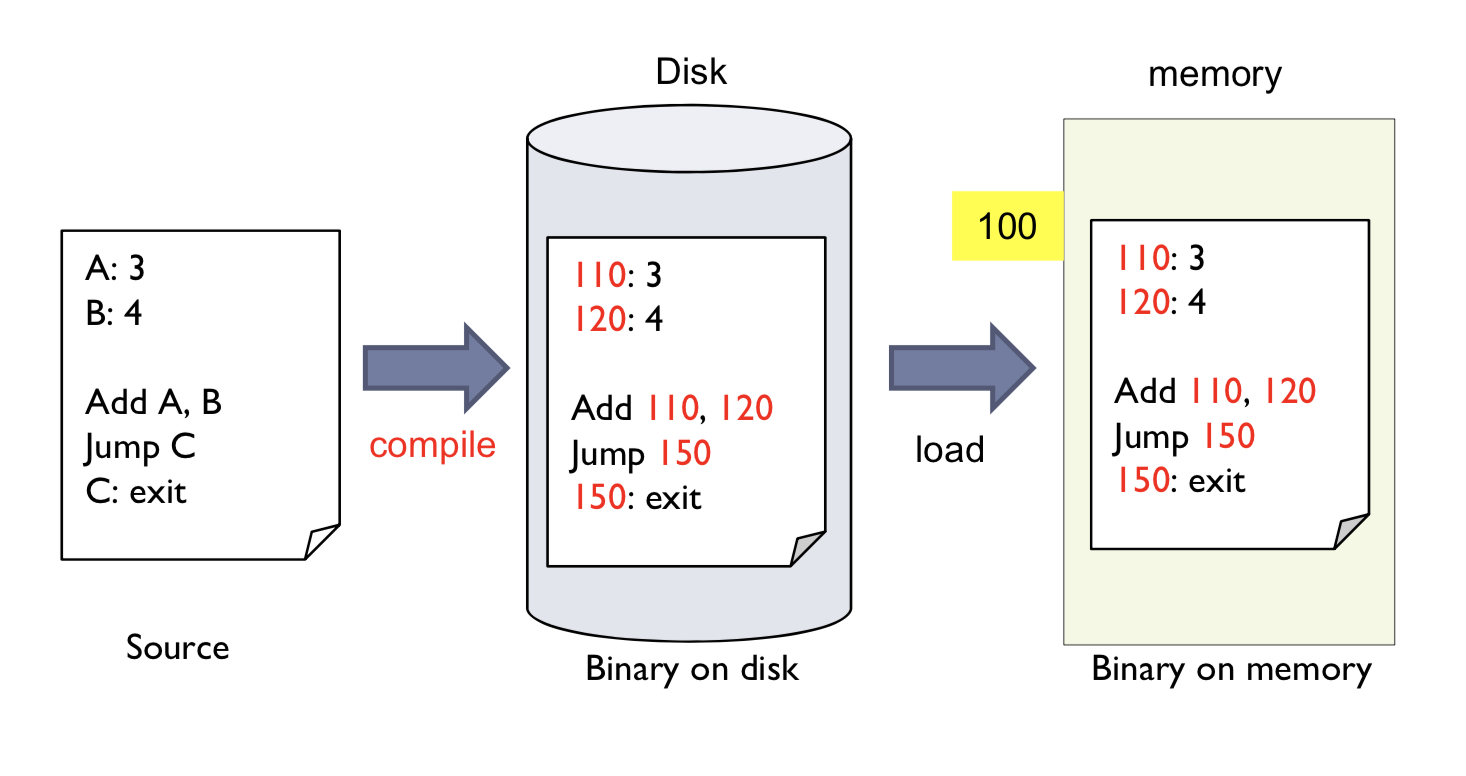 Disk
memory
100
A: 3
B: 4
Add A, B
Jump C
C: exit
compile
110: 3
120: 4
Add 110, 120
Jump 150
150: exit
load
110: 3
120: 4
Add 110, 120
Jump 150
150: exit
Source
Binary on disk
Binary on memory